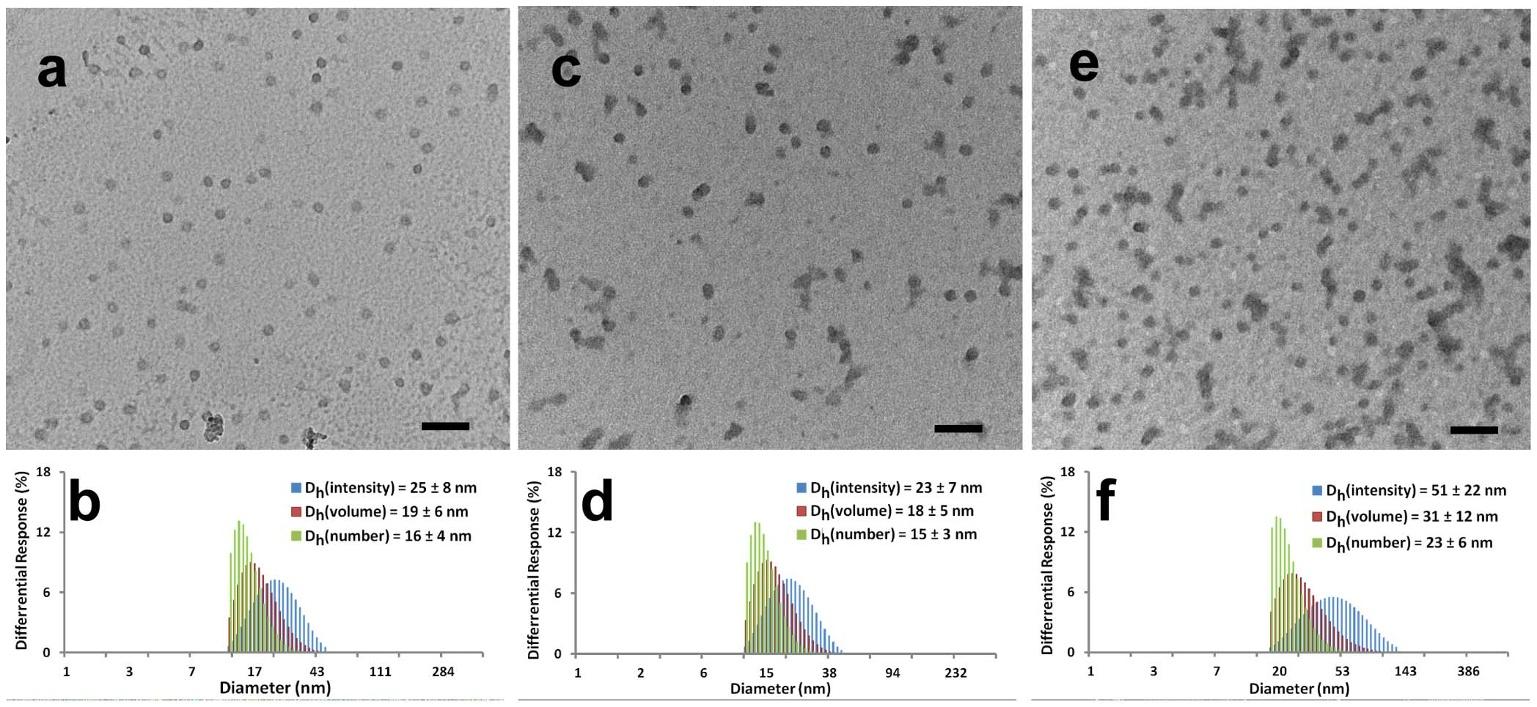 a
c
e
b
Differrential Response (%)
18
12
6
0
Dh(intensity) = 25 ± 8 nm
Dh(volume) = 19 ± 6 nm
Dh(number) = 16 ± 4 nm
1 3 7 17 43 111 284
Diameter (nm)
d
Differrential Response (%)
18
12
6
0
Dh(intensity) = 23 ± 7 nm
Dh(volume) = 18 ± 5 nm
Dh(number) = 15 ± 3 nm
1 2 6 15 38 94 232
Diameter (nm)
f
Differrential Response (%)
18
12
6
0
Dh(intensity) = 51 ± 22 nm
Dh(volume) = 31 ± 12 nm
Dh(number) = 23 ± 6 nm
1 3 7 20 53 143 386
Diameter (nm)